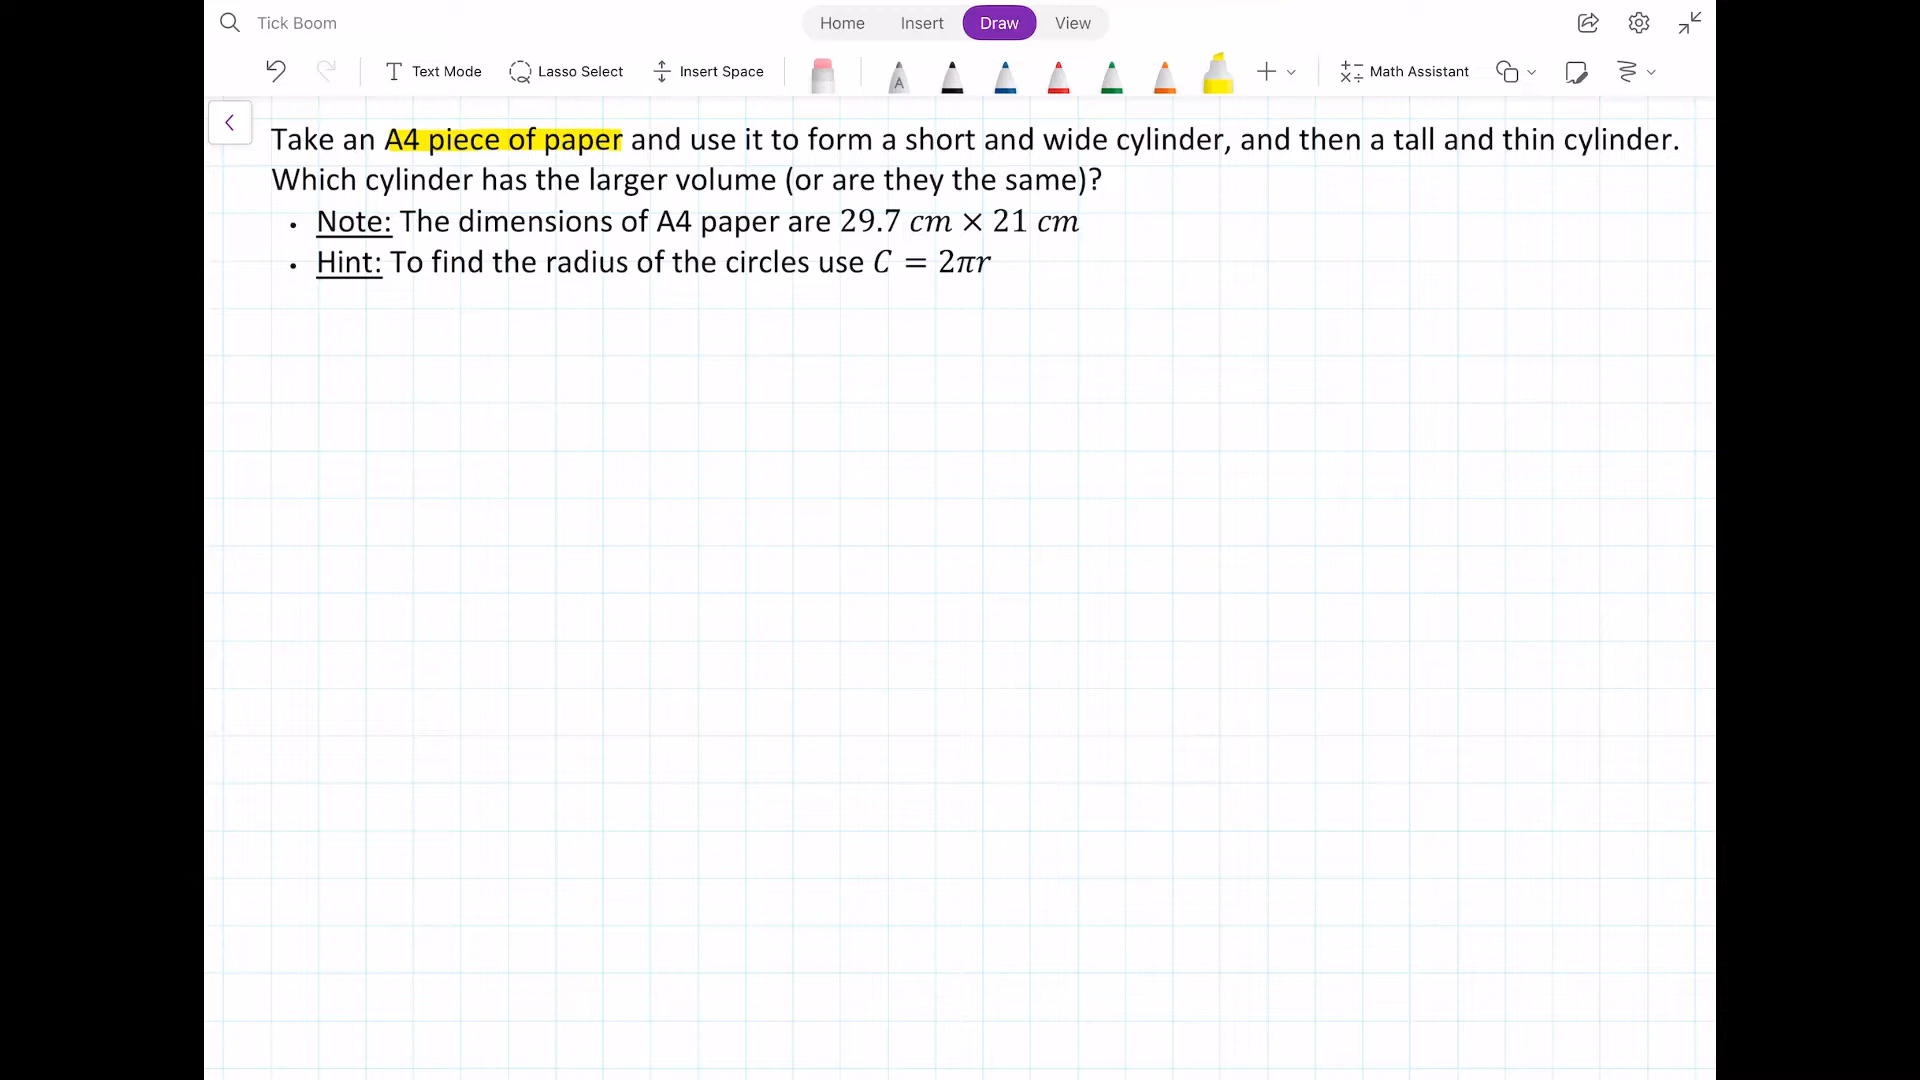 Tick Boom
Home Insert Draw View
Text Mode Lasso Select Insert Space A Math Assistant
Take an A4 piece of paper and use it to form a short and wide cylinder, and then a tall and thin cylinder.
Which cylinder has the larger volume (or are they the same)?
• Note: The dimensions of A4 paper are 29.7 cm × 21 cm
• Hint: To find the radius of the circles use C = 2πr